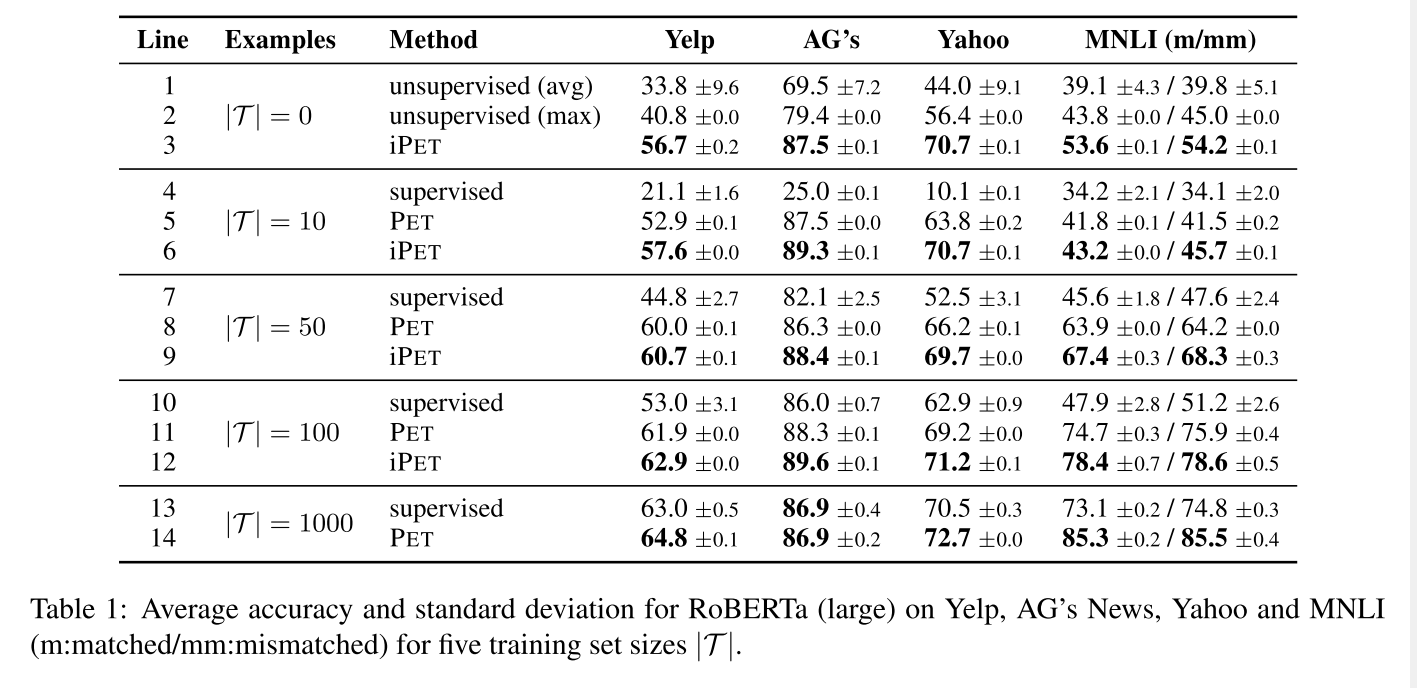 Line Examples Method Yelp AG's Yahoo MNLI (m/mm)
1 unsupervised (avg) 33.8 ±9.6 69.5 ±7.2 44.0 ±9.1 39.1 ±4.3 / 39.8 ±5.1
2 |𝒯| = 0 unsupervised (max) 40.8 ±0.0 79.4 ±0.0 56.4 ±0.0 43.8 ±0.0 / 45.0 ±0.0
3 iPET 56.7 ±0.2 87.5 ±0.1 70.7 ±0.1 53.6 ±0.1 / 54.2 ±0.1
4 supervised 21.1 ±1.6 25.0 ±0.1 10.1 ±0.1 34.2 ±2.1 / 34.1 ±2.0
5 |𝒯| = 10 PET 52.9 ±0.1 87.5 ±0.0 63.8 ±0.2 41.8 ±0.1 / 41.5 ±0.2
6 iPET 57.6 ±0.0 89.3 ±0.1 70.7 ±0.1 43.2 ±0.0 / 45.7 ±0.1
7 supervised 44.8 ±2.7 82.1 ±2.5 52.5 ±3.1 45.6 ±1.8 / 47.6 ±2.4
8 |𝒯| = 50 PET 60.0 ±0.1 86.3 ±0.0 66.2 ±0.1 63.9 ±0.0 / 64.2 ±0.0
9 iPET 60.7 ±0.1 88.4 ±0.1 69.7 ±0.0 67.4 ±0.3 / 68.3 ±0.3
10 supervised 53.0 ±3.1 86.0 ±0.7 62.9 ±0.9 47.9 ±2.8 / 51.2 ±2.6
11 |𝒯| = 100 PET 61.9 ±0.0 88.3 ±0.1 69.2 ±0.0 74.7 ±0.3 / 75.9 ±0.4
12 iPET 62.9 ±0.0 89.6 ±0.1 71.2 ±0.1 78.4 ±0.7 / 78.6 ±0.5
13 |𝒯| = 1000 supervised 63.0 ±0.5 86.9 ±0.4 70.5 ±0.3 73.1 ±0.2 / 74.8 ±0.3
14 PET 64.8 ±0.1 86.9 ±0.2 72.7 ±0.0 85.3 ±0.2 / 85.5 ±0.4
Table 1: Average accuracy and standard deviation for RoBERTa (large) on Yelp, AG's News, Yahoo and MNLI
(m:matched/mm:mismatched) for five training set sizes |𝒯|.